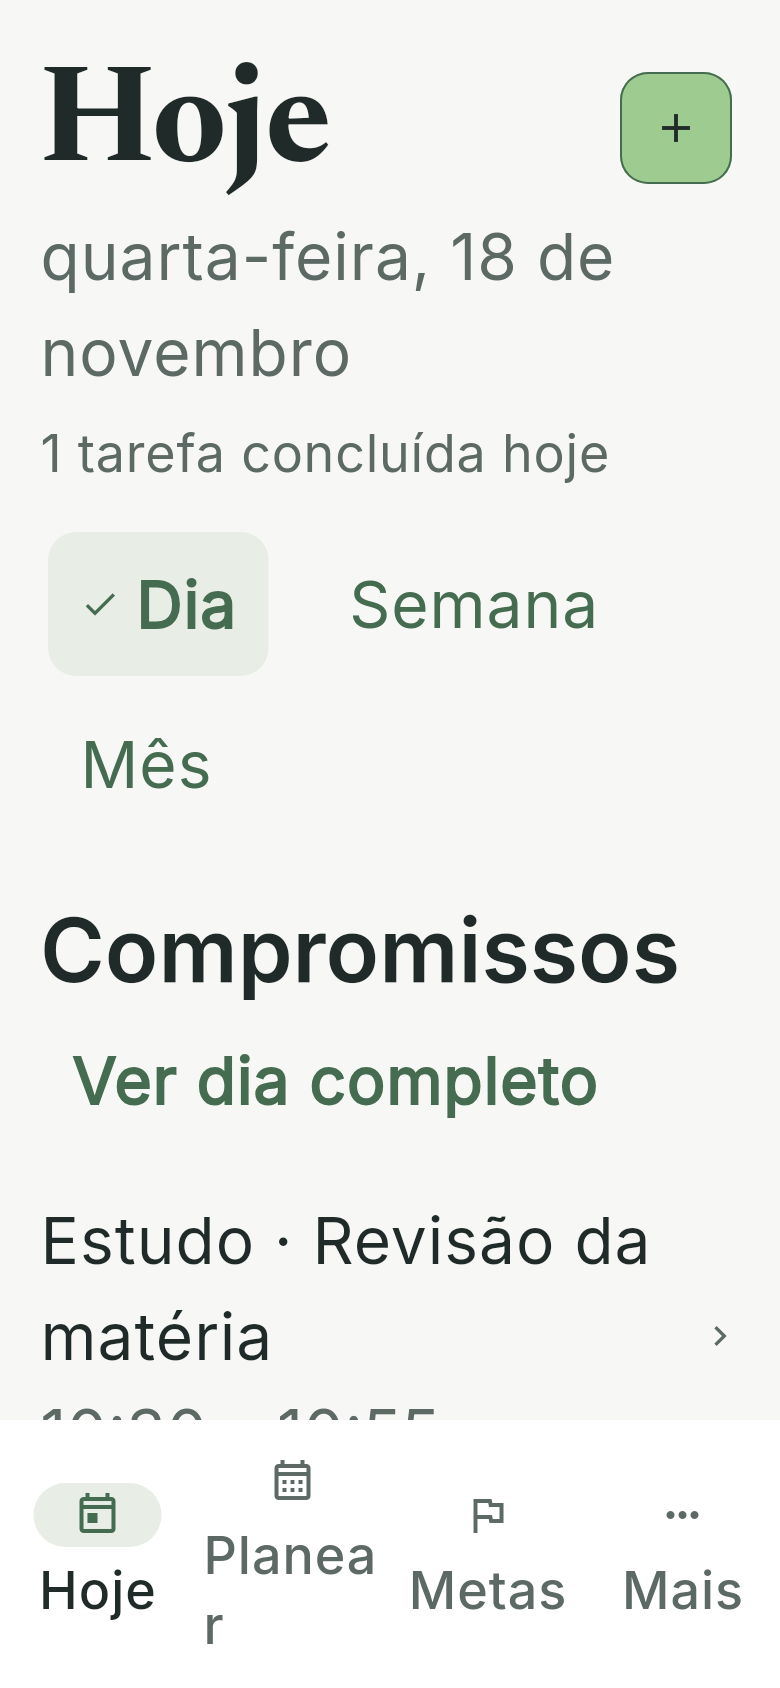 Hoje
+
quarta-feira, 18 de
novembro
1 tarefa concluída hoje
Dia
Semana
Mês
Compromissos
Ver dia completo
Estudo · Revisão da
matéria
Hoje
Planea
r
Metas
Mais